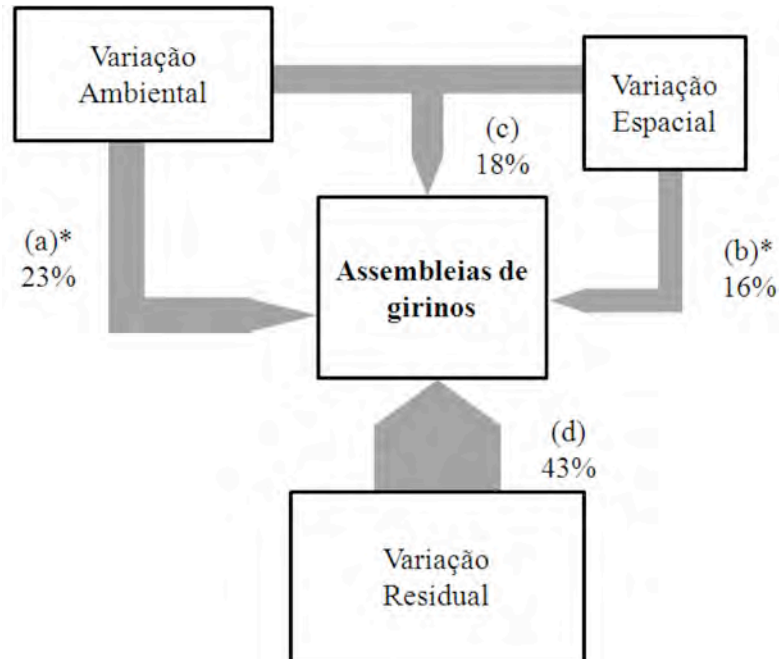 Variação
Ambiental
Variação
Espacial
(c)
18%
(a)*
23%
(b)*
16%
Assembleias de
girinos
(d)
43%
Variação
Residual